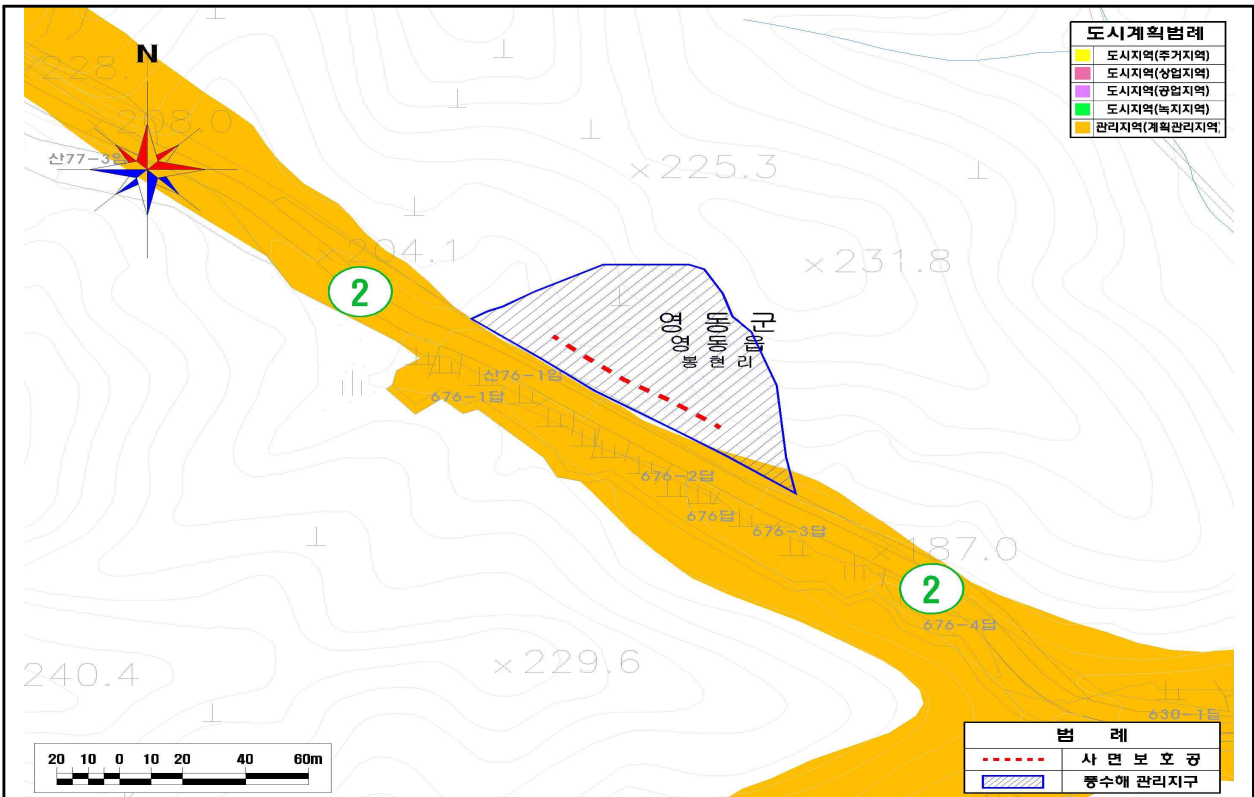 도시계획범례
도시지역(주거지역)
도시지역(상업지역)
도시지역(공업지역)
도시지역(녹지지역)
관리지역(계획관리지역)
N
228.
208.0
산77-3임
×225.3
×204.1
×231.8
2
영 동 군
영 동 읍
봉 현 리
산76-1임
676-1답
676-2답
676답
676-3답
×187.0
2
676-4답
×229.6
240.4
630-1답
20 10 0 10 20 40 60m
범 례
사 면 보 호 공
풍수해 관리지구